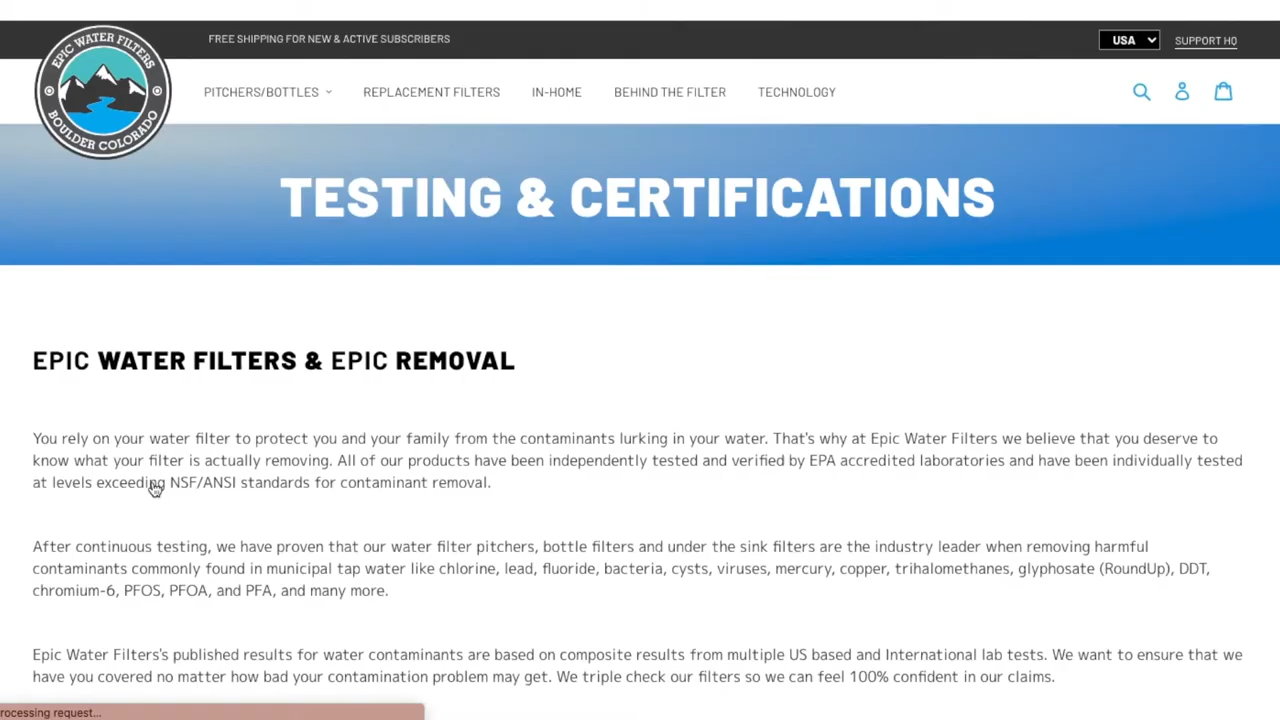 FREE SHIPPING FOR NEW & ACTIVE SUBSCRIBERS
USA
SUPPORT HQ
EPIC WATER FILTERS
BOULDER COLORADO
PITCHERS/BOTTLES
REPLACEMENT FILTERS
IN-HOME
BEHIND THE FILTER
TECHNOLOGY
TESTING & CERTIFICATIONS
EPIC WATER FILTERS & EPIC REMOVAL
You rely on your water filter to protect you and your family from the contaminants lurking in your water. That's why at Epic Water Filters we believe that you deserve to
know what your filter is actually removing. All of our products have been independently tested and verified by EPA accredited laboratories and have been individually tested
at levels exceeding NSF/ANSI standards for contaminant removal.
After continuous testing, we have proven that our water filter pitchers, bottle filters and under the sink filters are the industry leader when removing harmful
contaminants commonly found in municipal tap water like chlorine, lead, fluoride, bacteria, cysts, viruses, mercury, copper, trihalomethanes, glyphosate (RoundUp), DDT,
chromium-6, PFOS, PFOA, and PFA, and many more.
Epic Water Filters's published results for water contaminants are based on composite results from multiple US based and International lab tests. We want to ensure that we
have you covered no matter how bad your contamination problem may get. We triple check our filters so we can feel 100% confident in our claims.
rocessing request...